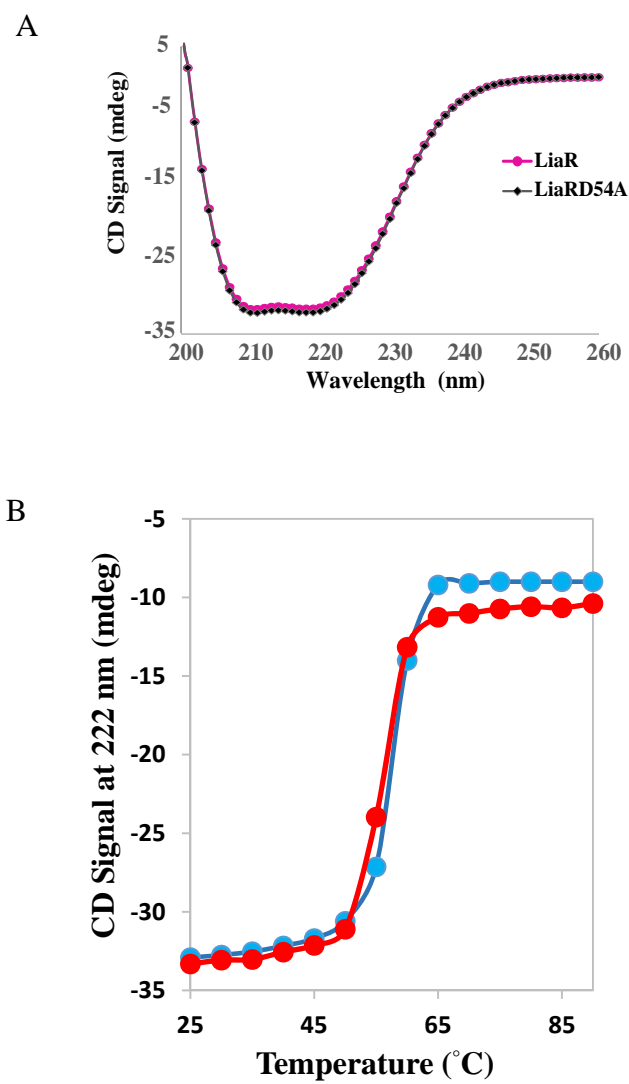 A
CD Signal (mdeg)
5
-5
-15
-25
-35
200 210 220 230 240 250 260
Wavelength (nm)
LiaR
LiaRD54A
B
CD Signal at 222 nm (mdeg)
-5
-10
-15
-20
-25
-30
-35
25 45 65 85
Temperature (°C)